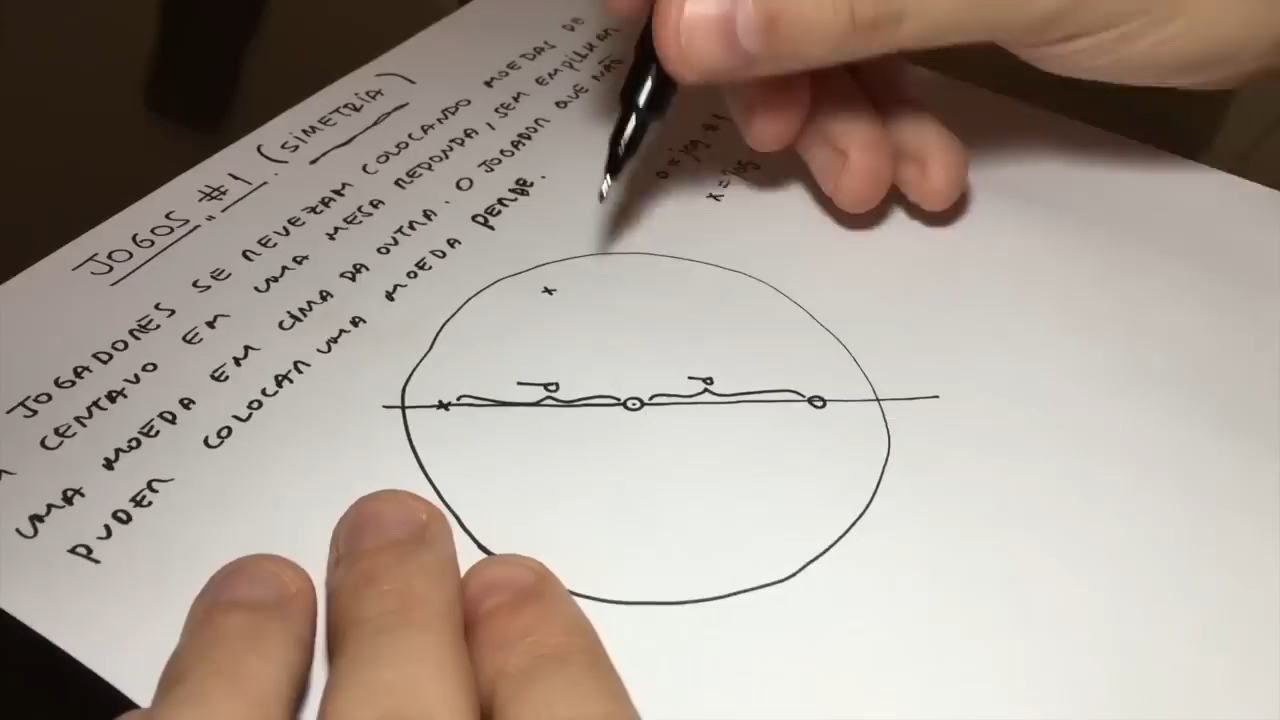 JOGOS "#1". (SIMETRIA)
JOGADORES SE REVEZAM COLOCANDO MOEDAS DE
CENTAVO EM UMA MESA REDONDA, SEM EMPILHAR
UMA MOEDA EM CIMA DA OUTRA. O JOGADOR QUE NÃO
PUDER COLOCAR UMA MOEDA PERDE.
o = jog #1
x = jog
x
d
d
x